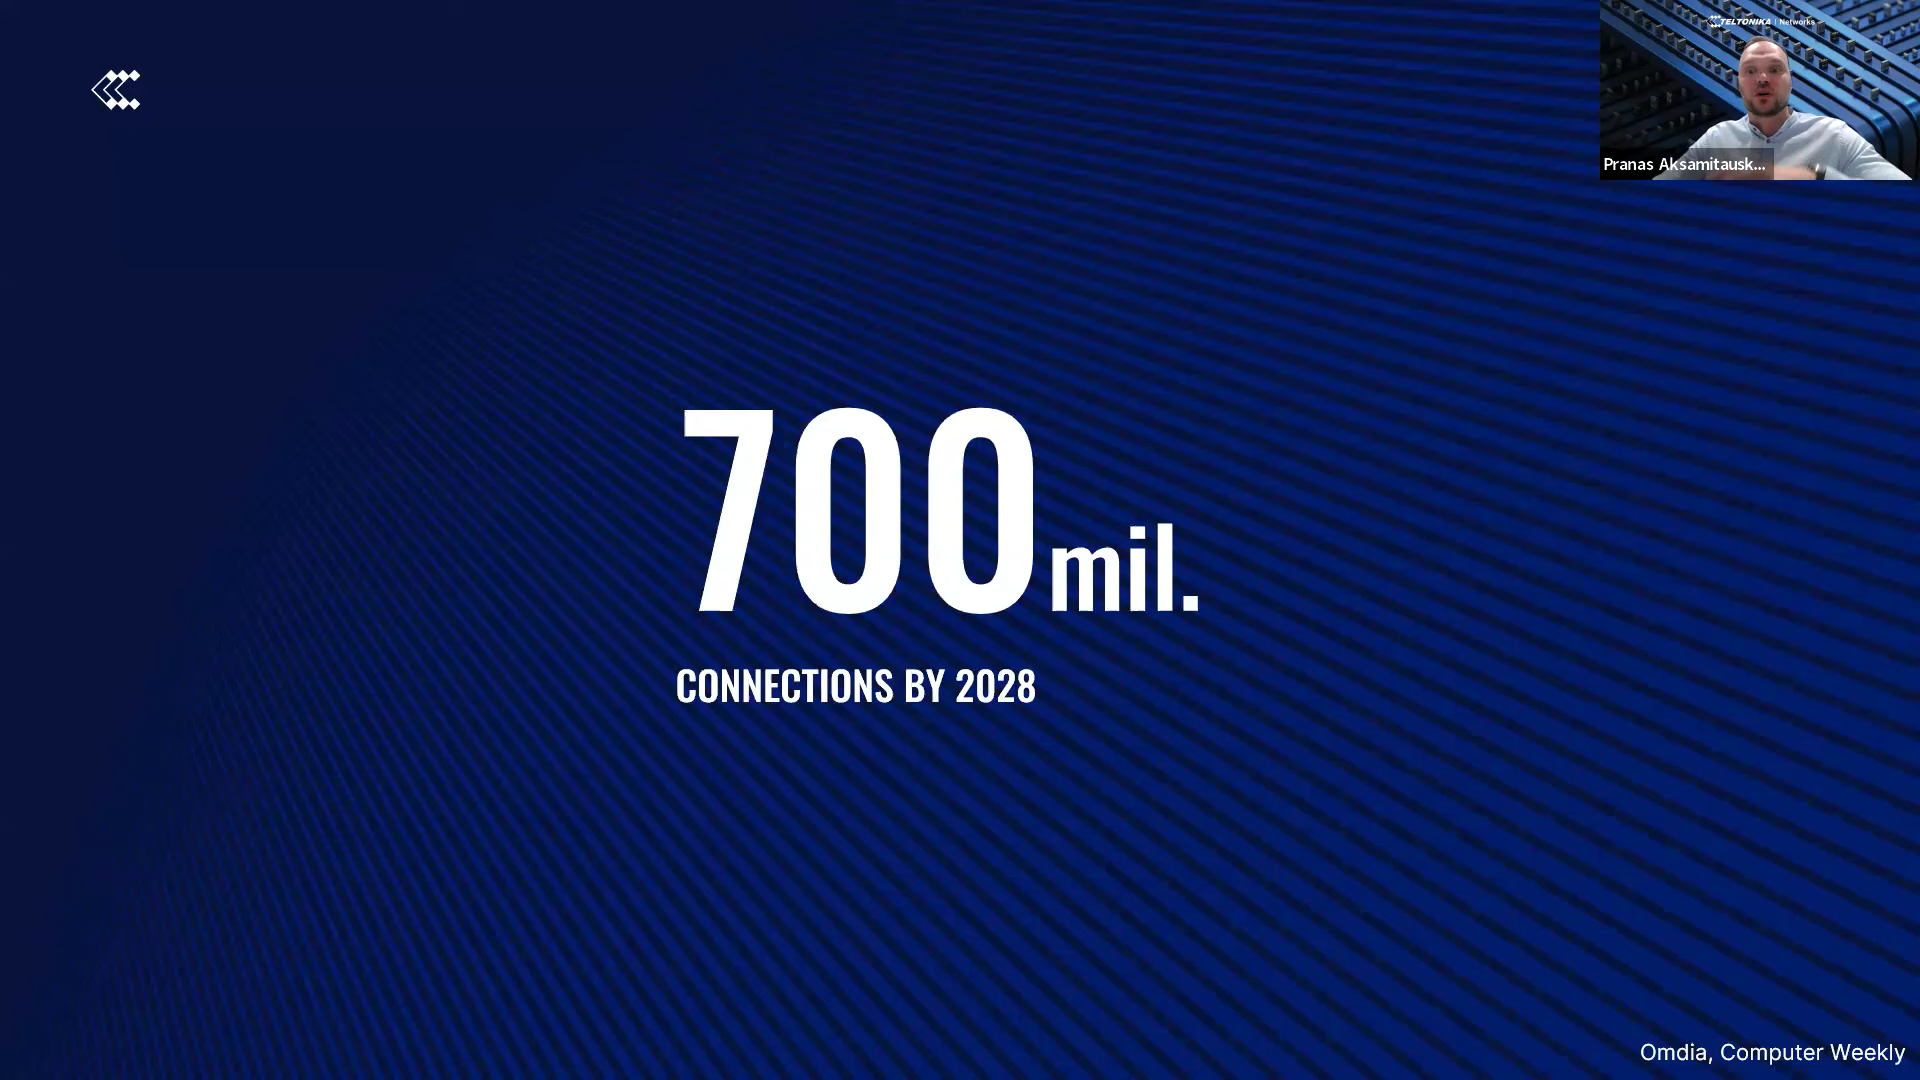 TELTONIKA | Networks
Pranas Aksamitausk...
700 mil.
CONNECTIONS BY 2028
Omdia, Computer Weekly